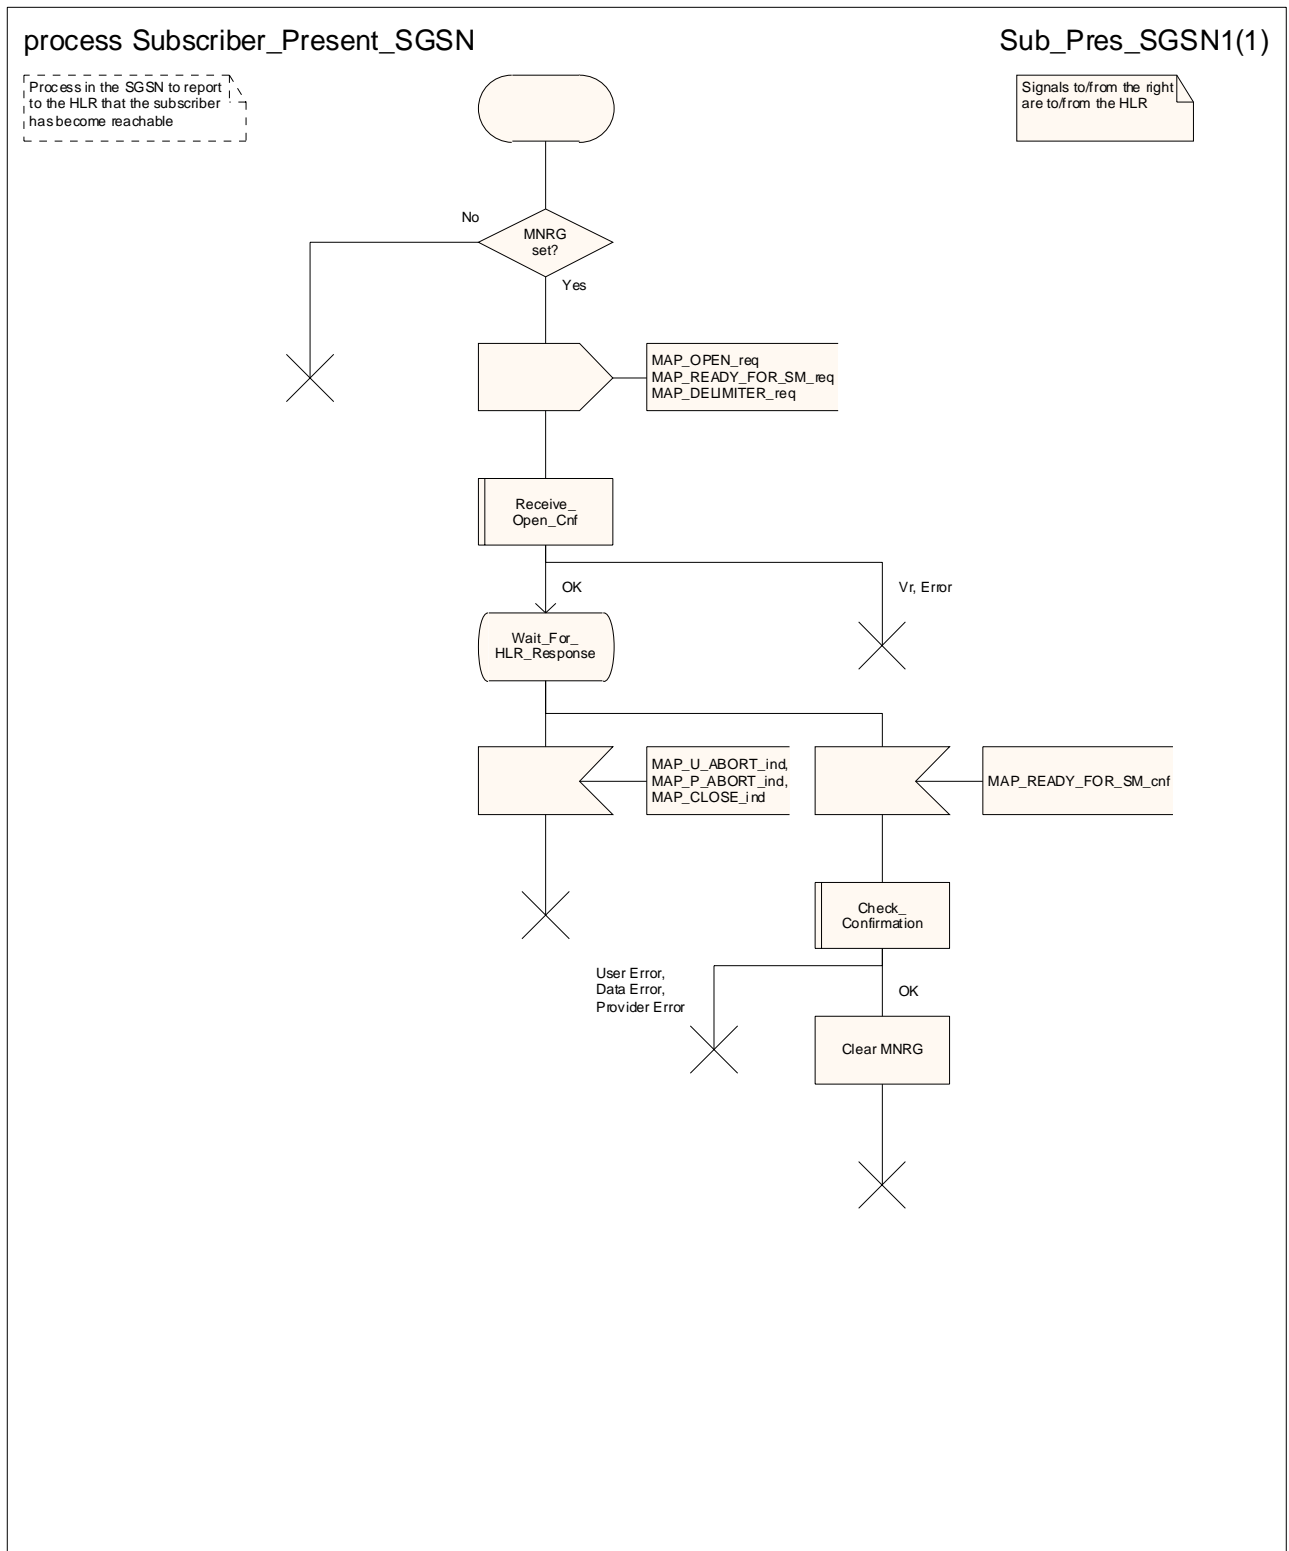 process Subscriber_Present_SGSN
Sub_Pres_SGSN1(1)
Process in the SGSN to report
to the HLR that the subscriber
has become reachable
Signals to/from the right
are to/from the HLR
No
MNRG
set?
Yes
MAP_OPEN_req
MAP_READY_FOR_SM_req
MAP_DELIMITER_req
Receive_
Open_Cnf
OK
Vr, Error
Wait_For_
HLR_Response
MAP_U_ABORT_ind,
MAP_P_ABORT_ind,
MAP_CLOSE_ind
MAP_READY_FOR_SM_cnf
Check_
Confirmation
User Error,
Data Error,
Provider Error
OK
Clear MNRG